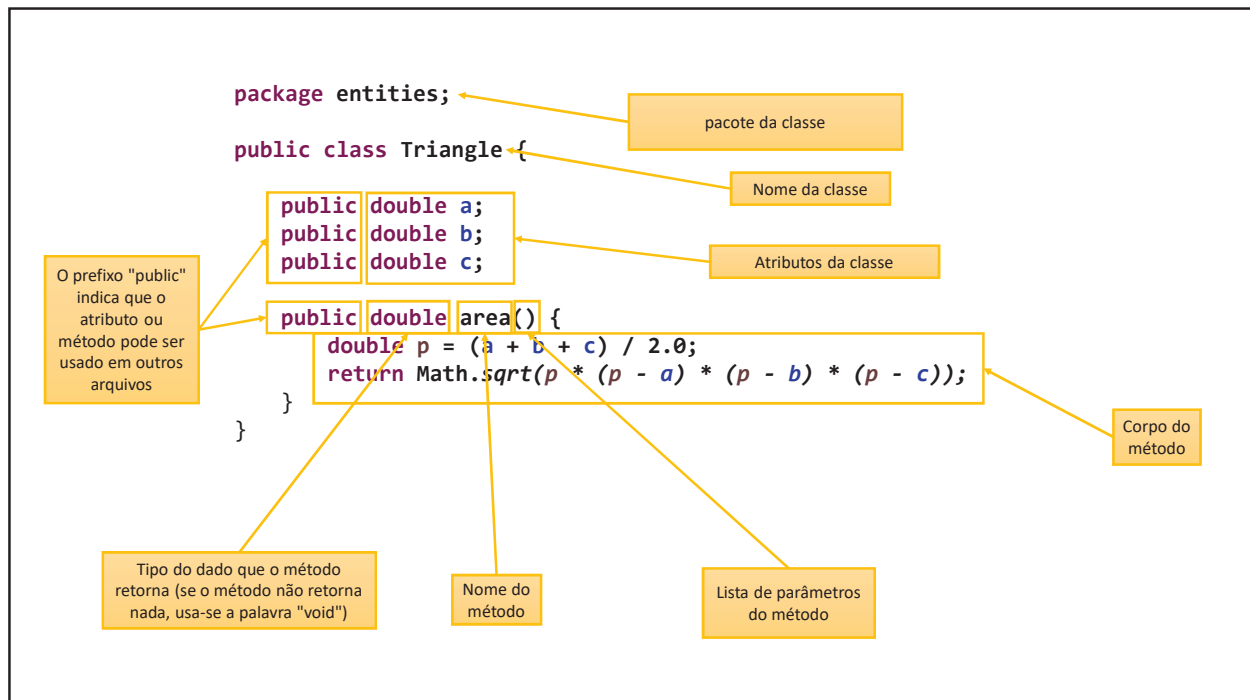 package entities;
pacote da classe
public class Triangle {
Nome da classe
public double a;
public double b;
public double c;
Atributos da classe
O prefixo "public"
indica que o
atributo ou
método pode ser
usado em outros
arquivos
public double area() {
double p = (a + b + c) / 2.0;
return Math.sqrt(p * (p - a) * (p - b) * (p - c));
}
}
Corpo do
método
Tipo do dado que o método
retorna (se o método não retorna
nada, usa-se a palavra "void")
Nome do
método
Lista de parâmetros
do método